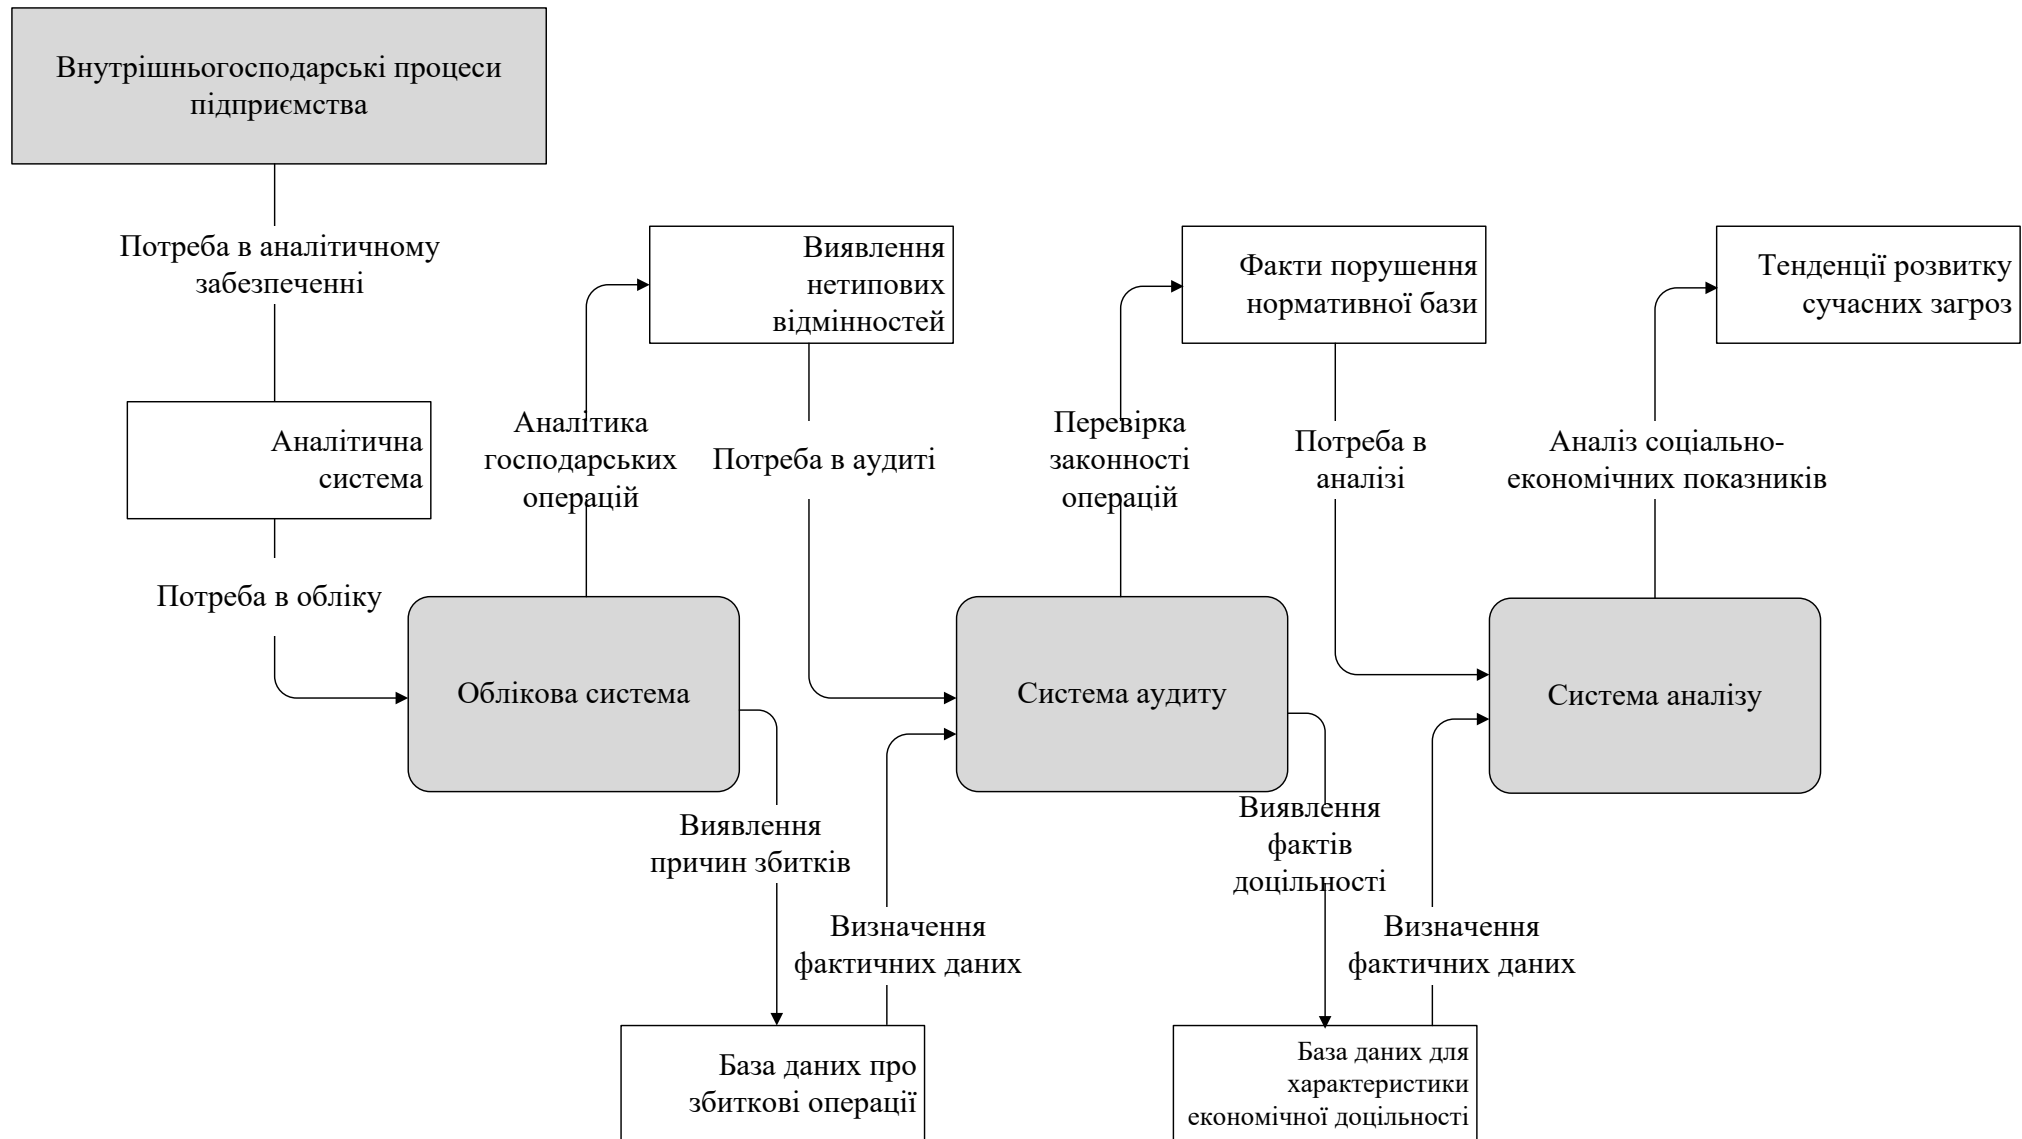 Внутрішньогосподарські процеси
підприємства
Потреба в аналітичному
забезпеченні
Аналітична
система
Потреба в обліку
Аналітика
господарських
операцій
Виявлення
нетипових
відмінностей
Потреба в аудиті
Перевірка
законності
операцій
Факти порушення
нормативної бази
Потреба в
аналізі
Аналіз соціально-
економічних показників
Тенденції розвитку
сучасних загроз
Облікова система
Система аудиту
Система аналізу
Виявлення
причин збитків
Визначення
фактичних даних
Виявлення
фактів
доцільності
Визначення
фактичних даних
База даних про
збиткові операції
База даних для
характеристики
економічної доцільності